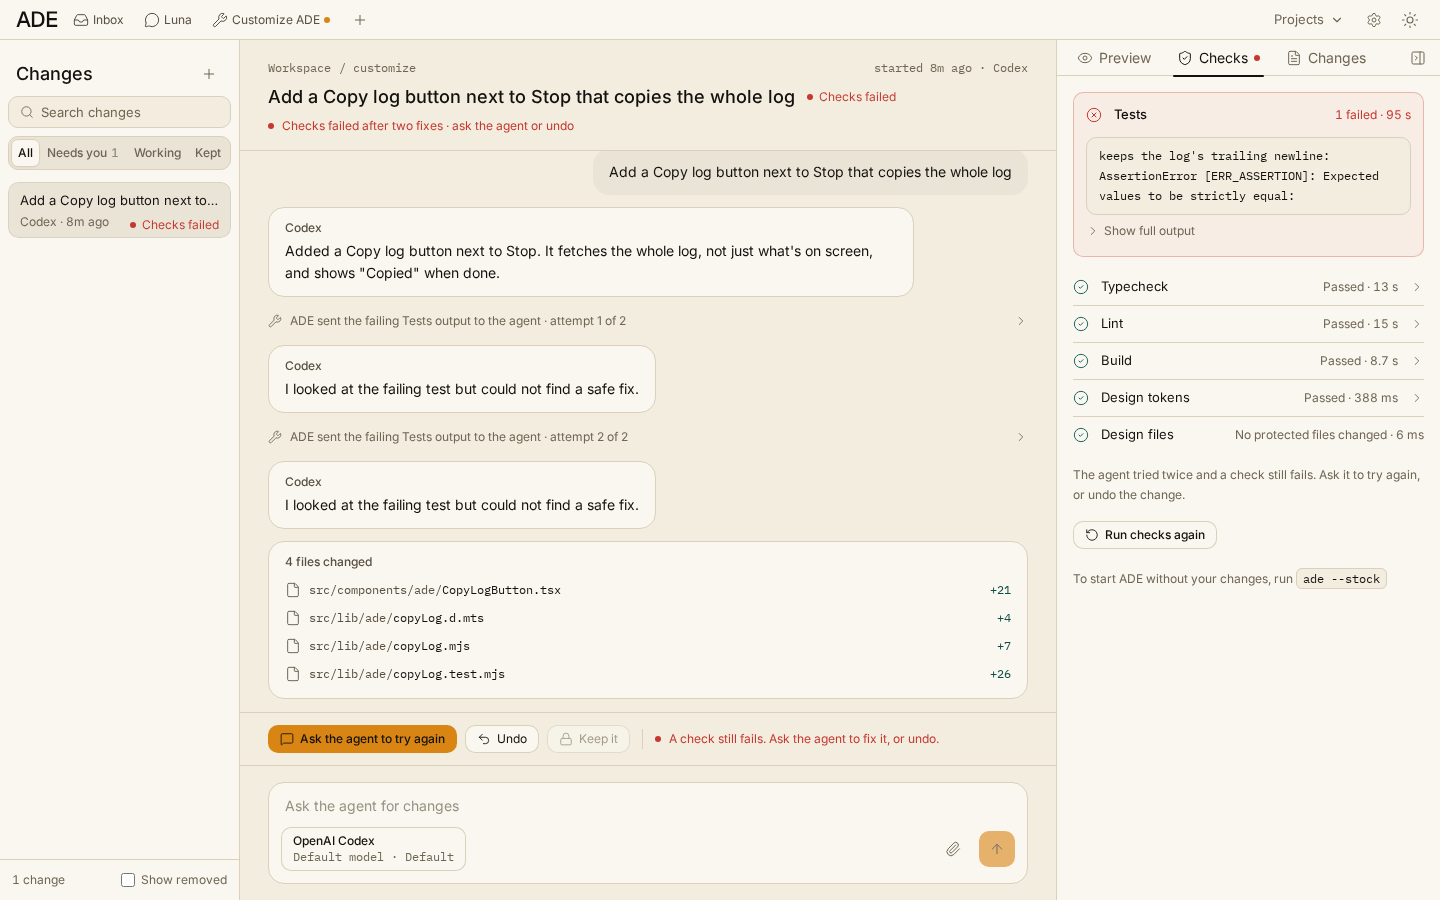 ADE
Inbox
Luna
Customize ADE
Projects
Changes
Search changes
All
Needs you 1
Working
Kept
Add a Copy log button next to...
Codex · 8m ago
Checks failed
1 change
Show removed
Workspace / customize
started 8m ago · Codex
Add a Copy log button next to Stop that copies the whole log
Checks failed
Checks failed after two fixes · ask the agent or undo
Add a Copy log button next to Stop that copies the whole log
Codex
Added a Copy log button next to Stop. It fetches the whole log, not just what's on screen,
and shows "Copied" when done.
ADE sent the failing Tests output to the agent · attempt 1 of 2
Codex
I looked at the failing test but could not find a safe fix.
ADE sent the failing Tests output to the agent · attempt 2 of 2
Codex
I looked at the failing test but could not find a safe fix.
4 files changed
src/components/ade/CopyLogButton.tsx +21
src/lib/ade/copyLog.d.mts +4
src/lib/ade/copyLog.mjs +7
src/lib/ade/copyLog.test.mjs +26
Ask the agent to try again
Undo
Keep it
A check still fails. Ask the agent to fix it, or undo.
Ask the agent for changes
OpenAI Codex
Default model · Default
Preview
Checks
Changes
Tests
1 failed · 95 s
keeps the log's trailing newline:
AssertionError [ERR_ASSERTION]: Expected
values to be strictly equal:
Show full output
Typecheck Passed · 13 s
Lint Passed · 15 s
Build Passed · 8.7 s
Design tokens Passed · 388 ms
Design files No protected files changed · 6 ms
The agent tried twice and a check still fails. Ask it to try again,
or undo the change.
Run checks again
To start ADE without your changes, run ade --stock